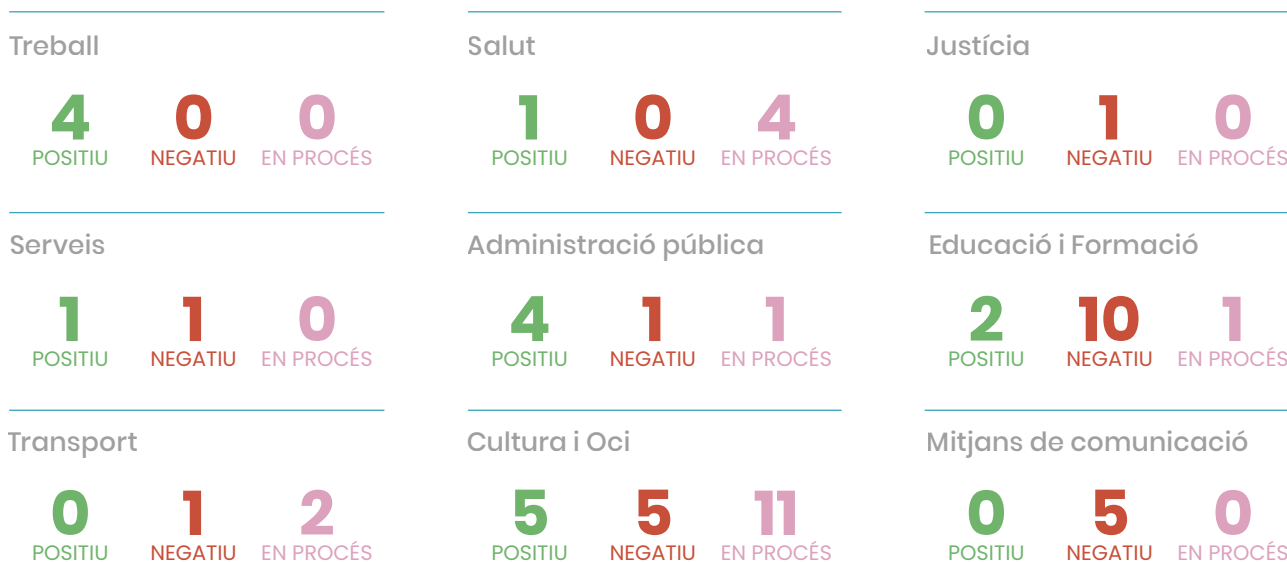 Treball Salut Justícia
4 0 0 1 0 4 0 1 0
POSITIU NEGATIU EN PROCÉS POSITIU NEGATIU EN PROCÉS POSITIU NEGATIU EN PROCÉS
Serveis Administració pública Educació i Formació
1 1 0 4 1 1 2 10 1
POSITIU NEGATIU EN PROCÉS POSITIU NEGATIU EN PROCÉS POSITIU NEGATIU EN PROCÉS
Transport Cultura i Oci Mitjans de comunicació
0 1 2 5 5 11 0 5 0
POSITIU NEGATIU EN PROCÉS POSITIU NEGATIU EN PROCÉS POSITIU NEGATIU EN PROCÉS